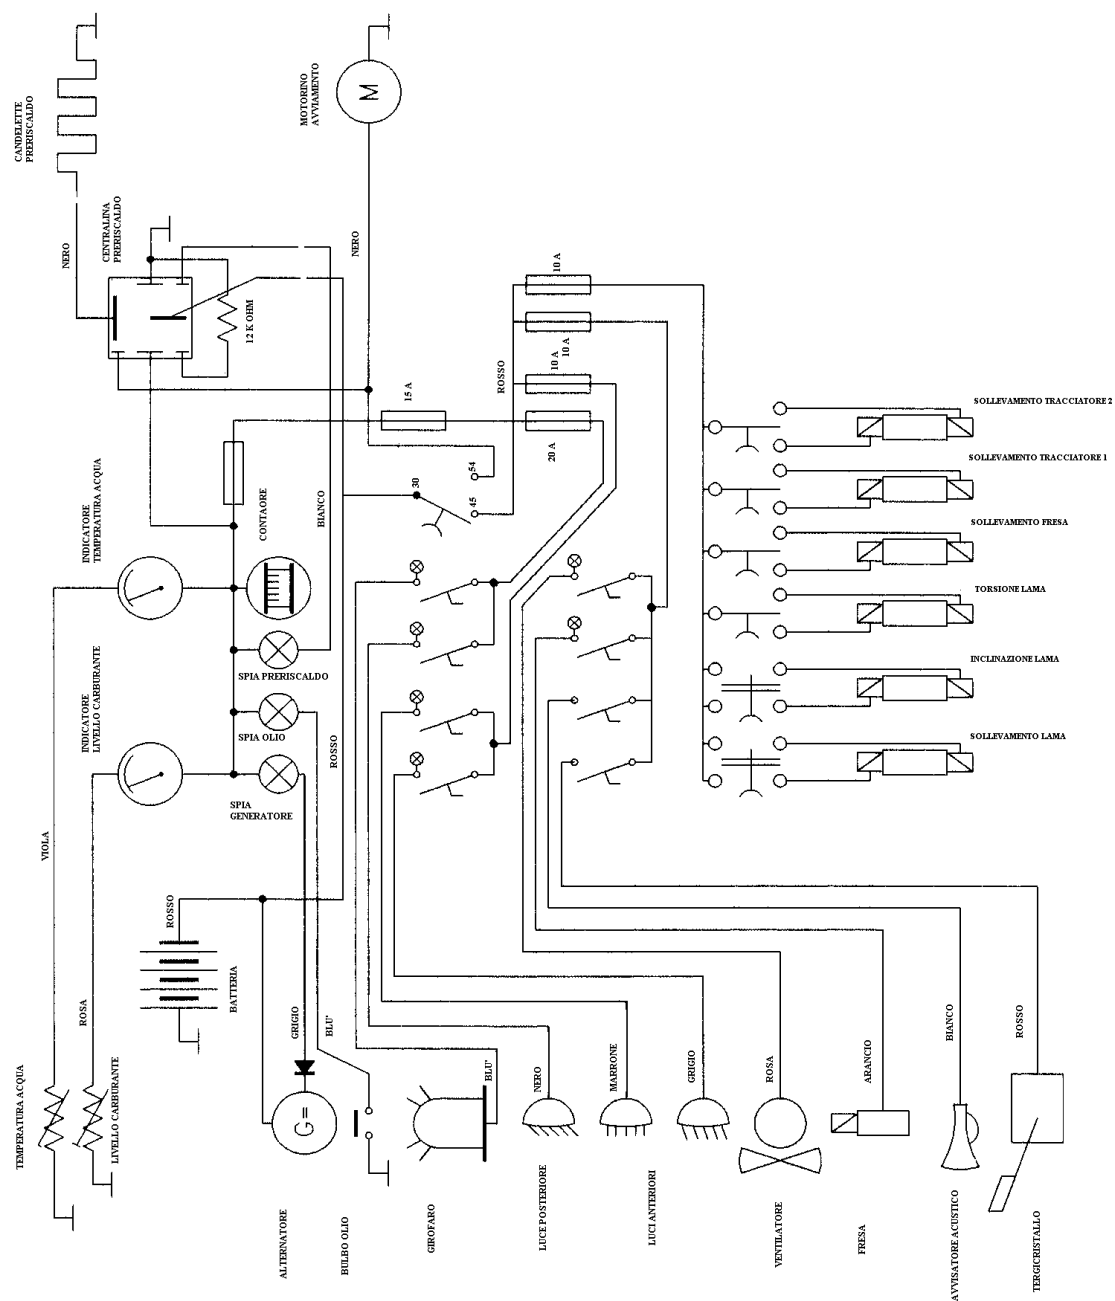 CANDELETTE
PRERISCALDO
MOTORINO
AVVIAMENTO
M
CENTRALINA
PRERISCALDO
NERO
NERO
12 K OHM
10 A
10 A
10 A
ROSSO
15 A
20 A
30
54
45
INDICATORE
TEMPERATURA ACQUA
CONTAORE
BIANCO
SOLLEVAMENTO TRACCIATORE 2
SOLLEVAMENTO TRACCIATORE 1
SOLLEVAMENTO FRESA
TORSIONE LAMA
INCLINAZIONE LAMA
SOLLEVAMENTO LAMA
SPIA PRERISCALDO
INDICATORE
LIVELLO CARBURANTE
SPIA OLIO
ROSSO
SPIA
GENERATORE
VIOLA
ROSSO
BATTERIA
ROSA
GRIGIO
BLU'
TEMPERATURA ACQUA
LIVELLO CARBURANTE
G=
BLU'
NERO
MARRONE
GRIGIO
ROSA
ARANCIO
BIANCO
ROSSO
ALTERNATORE
BULBO OLIO
GIROFARO
LUCE POSTERIORE
LUCI ANTERIORI
VENTILATORE
FRESA
AVVISATORE ACUSTICO
TERGICRISTALLO